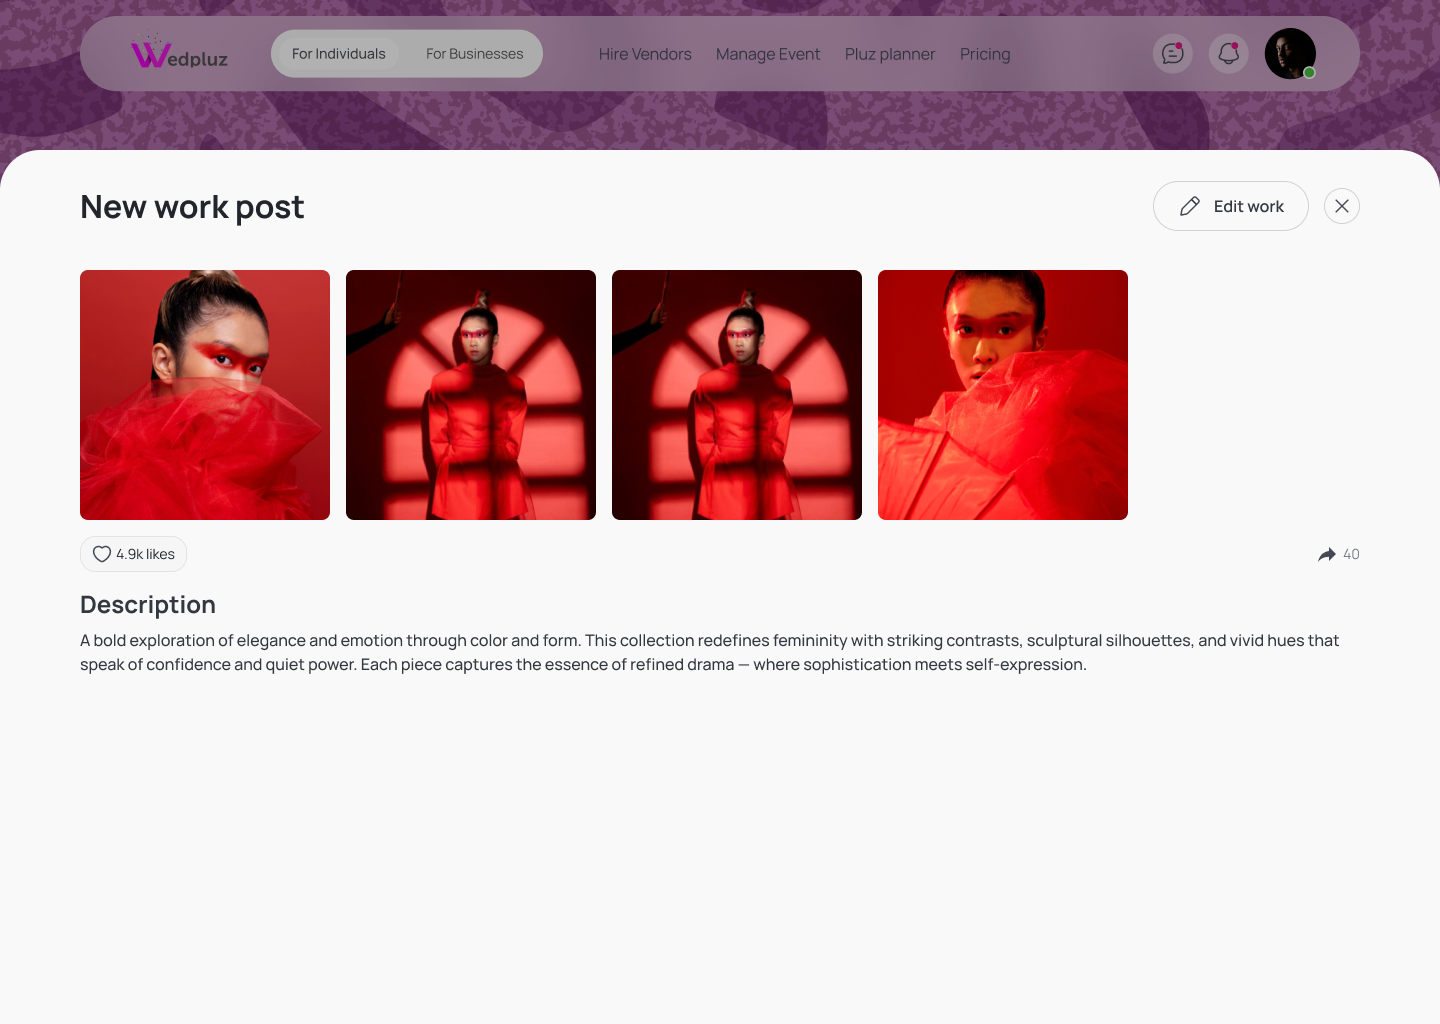 Wedpluz
For Individuals
For Businesses
Hire Vendors
Manage Event
Pluz planner
Pricing
New work post
Edit work
4.9k likes
40
Description
A bold exploration of elegance and emotion through color and form. This collection redefines femininity with striking contrasts, sculptural silhouettes, and vivid hues that
speak of confidence and quiet power. Each piece captures the essence of refined drama — where sophistication meets self-expression.